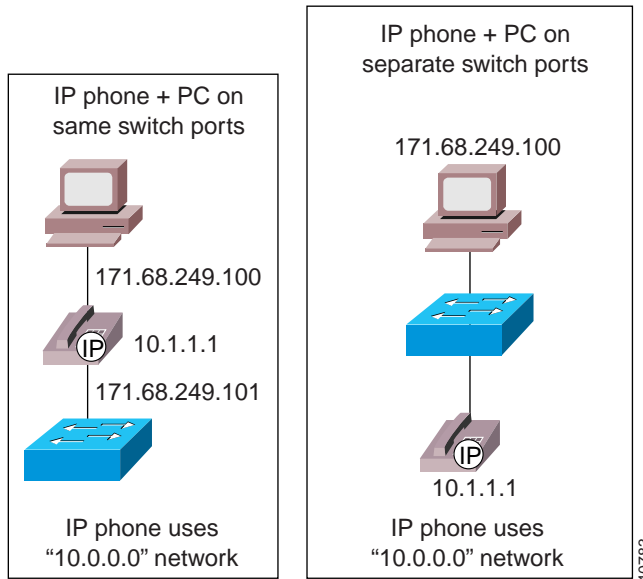 IP phone + PC on
same switch ports
171.68.249.100
IP
10.1.1.1
171.68.249.101
IP phone uses
“10.0.0.0” network
IP phone + PC on
separate switch ports
171.68.249.100
IP
10.1.1.1
IP phone uses
“10.0.0.0” network